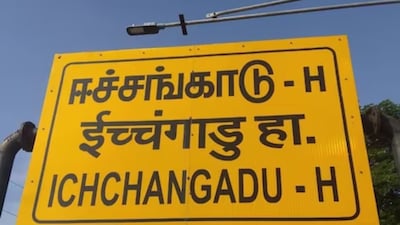 ஈச்சங்காடு - H
ईच्चंगाडु हा.
ICHCHANGADU - H